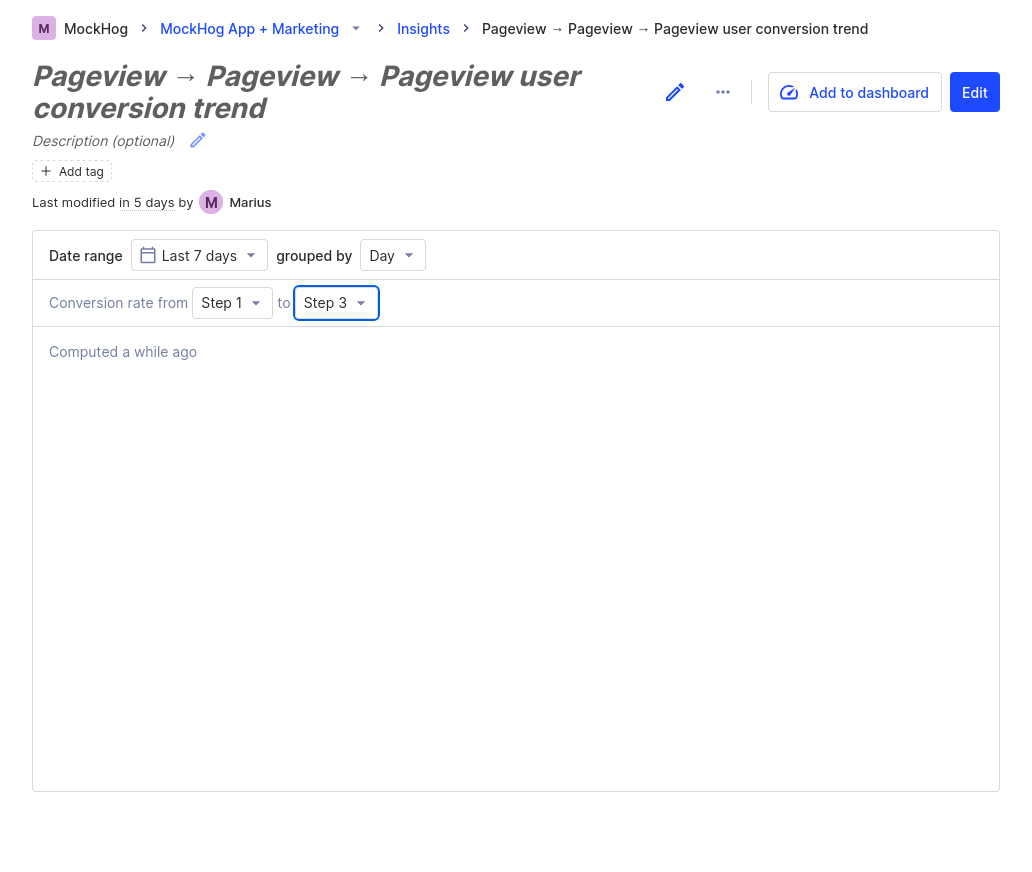 M MockHog > MockHog App + Marketing > Insights > Pageview → Pageview → Pageview user conversion trend
Pageview → Pageview → Pageview user
conversion trend
Add to dashboard
Edit
Description (optional)
+ Add tag
Last modified in 5 days by M Marius
Date range Last 7 days grouped by Day
Conversion rate from Step 1 to Step 3
Computed a while ago